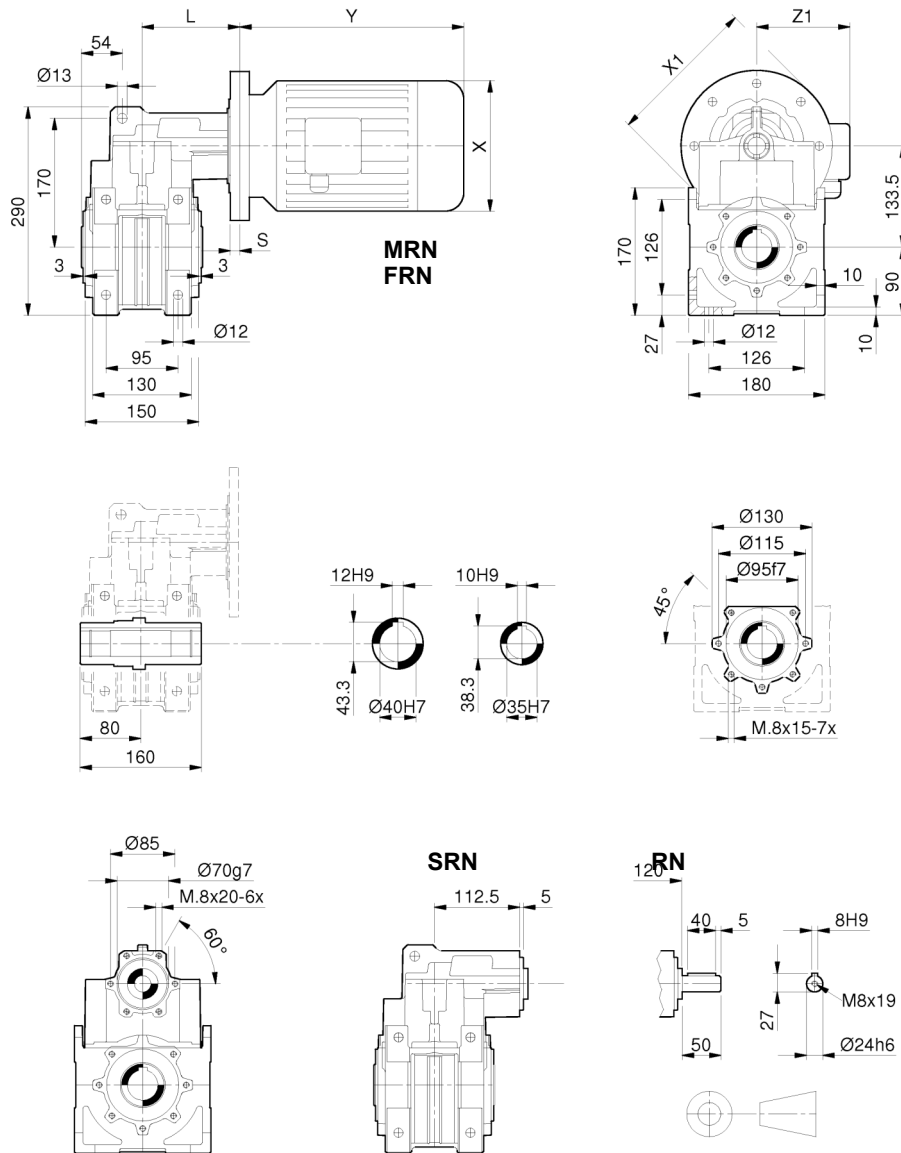 L
Y
54
Ø13
290
170
3
3
S
X
MRN
FRN
Ø12
95
130
150
X1
Z1
133.5
170
126
10
90
27
Ø12
10
126
180
80
160
12H9
43.3
Ø40H7
10H9
38.3
Ø35H7
Ø130
Ø115
Ø95f7
45°
M.8x15-7x
Ø85
Ø70g7
M.8x20-6x
60°
SRN
112.5
5
RN
120
40
5
50
8H9
27
M8x19
Ø24h6